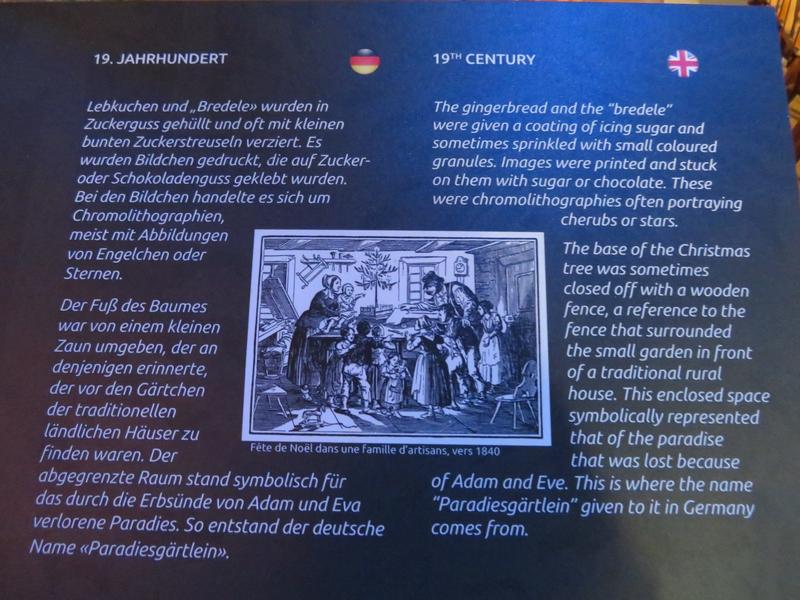 19. JAHRHUNDERT
Lebkuchen und „Bredele» wurden in
Zuckerguss gehüllt und oft mit kleinen
bunten Zuckerstreuseln verziert. Es
wurden Bildchen gedruckt, die auf Zucker-
oder Schokoladenguss geklebt wurden.
Bei den Bildchen handelte es sich um
Chromolithographien,
meist mit Abbildungen
von Engelchen oder
Sternen.
Der Fuß des Baumes
war von einem kleinen
Zaun umgeben, der an
denjenigen erinnerte,
der vor den Gärtchen
der traditionellen
ländlichen Häuser zu
finden waren. Der
abgegrenzte Raum stand symbolisch für
das durch die Erbsünde von Adam und Eva
verlorene Paradies. So entstand der deutsche
Name «Paradiesgärtlein».
Fête de Noël dans une famille d'artisans, vers 1840
19TH CENTURY
The gingerbread and the "bredele"
were given a coating of icing sugar and
sometimes sprinkled with small coloured
granules. Images were printed and stuck
on them with sugar or chocolate. These
were chromolithographies often portraying
cherubs or stars.
The base of the Christmas
tree was sometimes
closed off with a wooden
fence, a reference to the
fence that surrounded
the small garden in front
of a traditional rural
house. This enclosed space
symbolically represented
that of the paradise
that was lost because
of Adam and Eve. This is where the name
"Paradiesgärtlein" given to it in Germany
comes from.